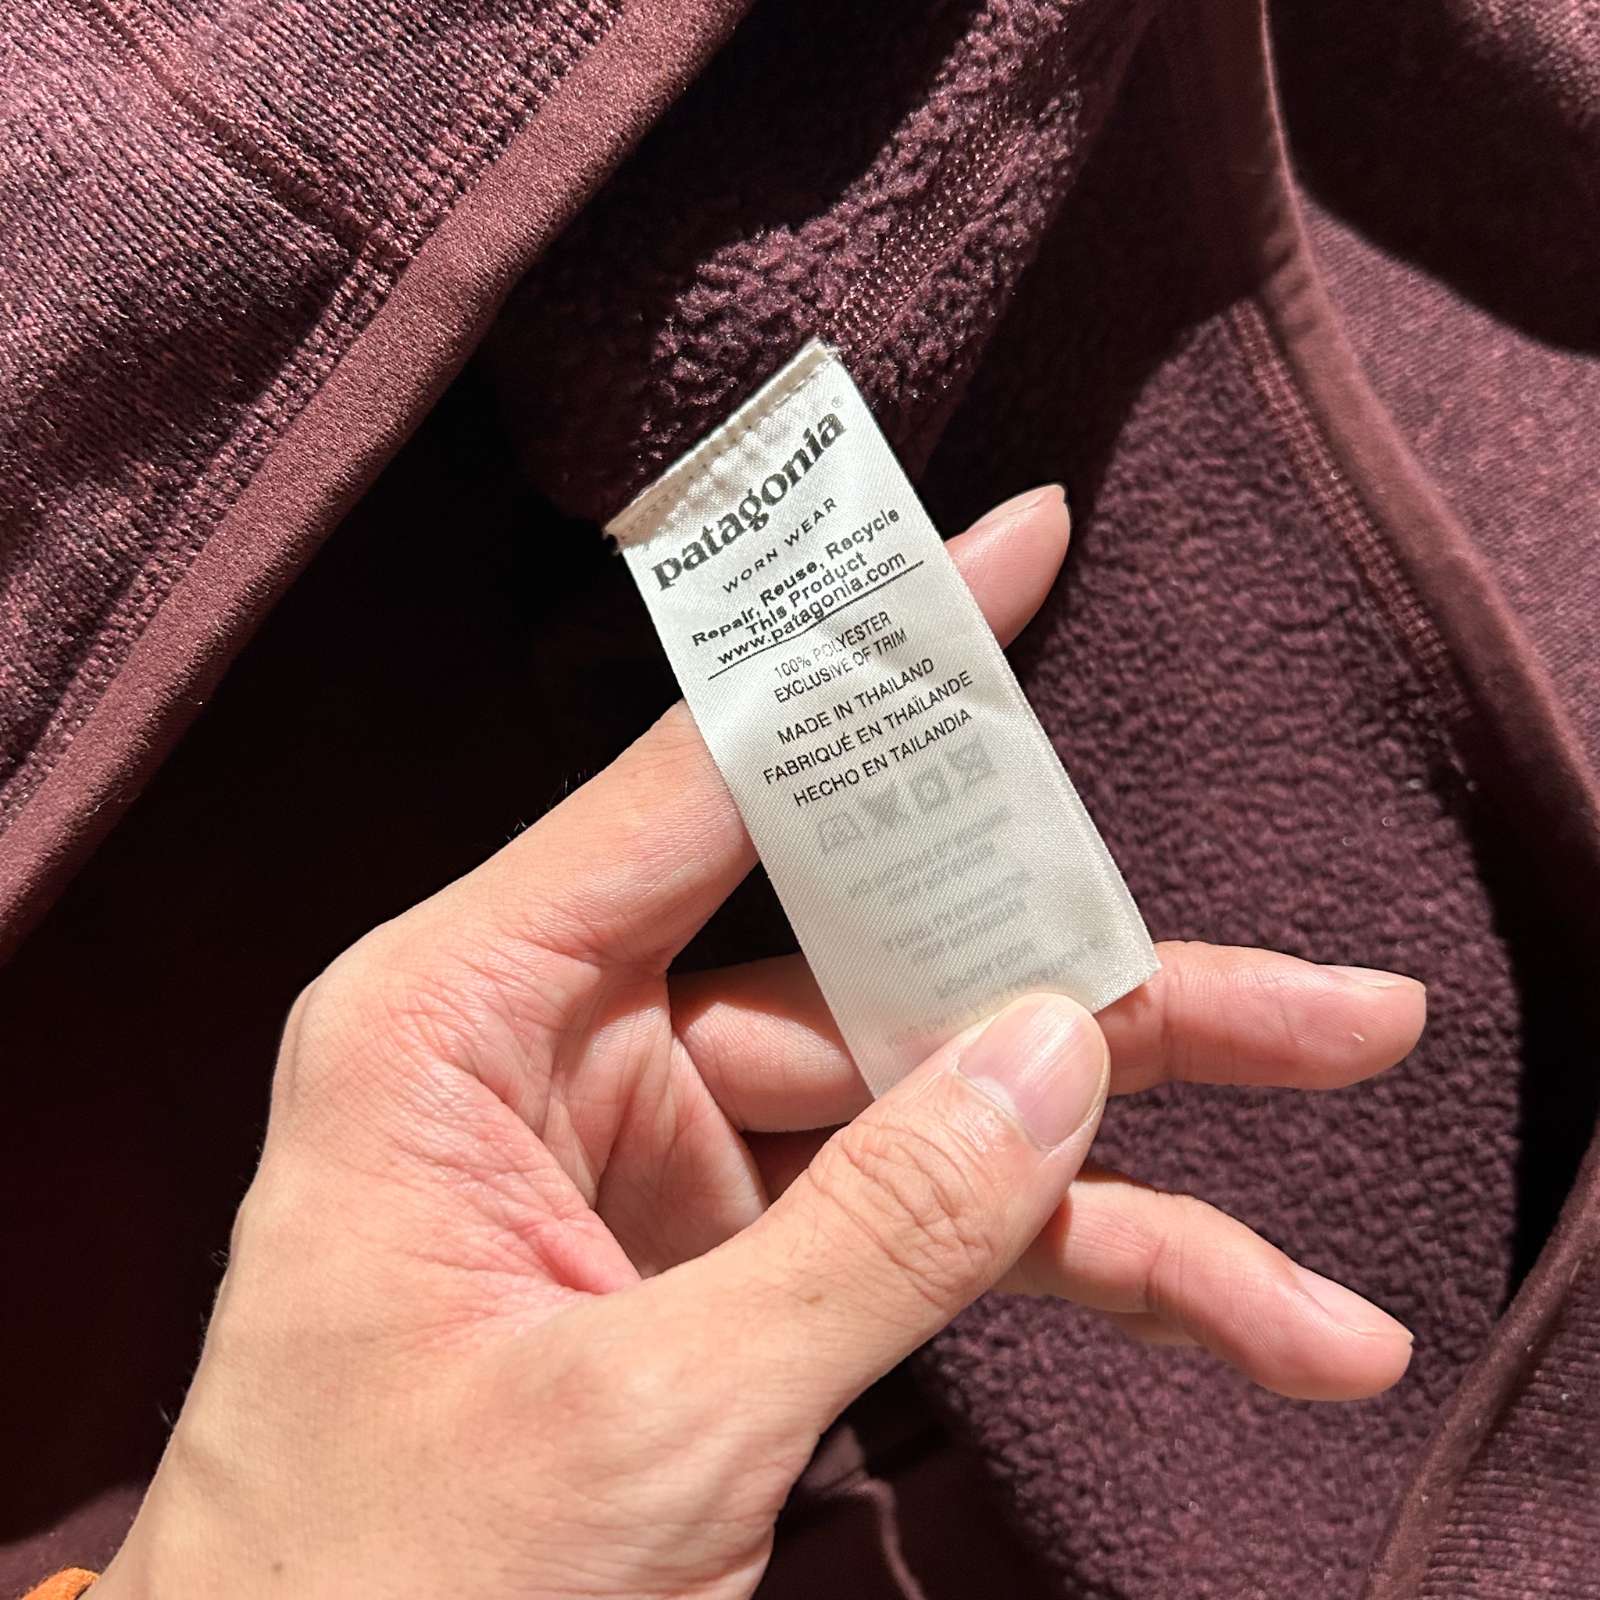 patagonia®
WORN WEAR
Repair, Reuse, Recycle
This Product
www.patagonia.com
100% POLYESTER
EXCLUSIVE OF TRIM
MADE IN THAILAND
FABRIQUÉ EN THAÏLANDE
HECHO EN TAILANDIA